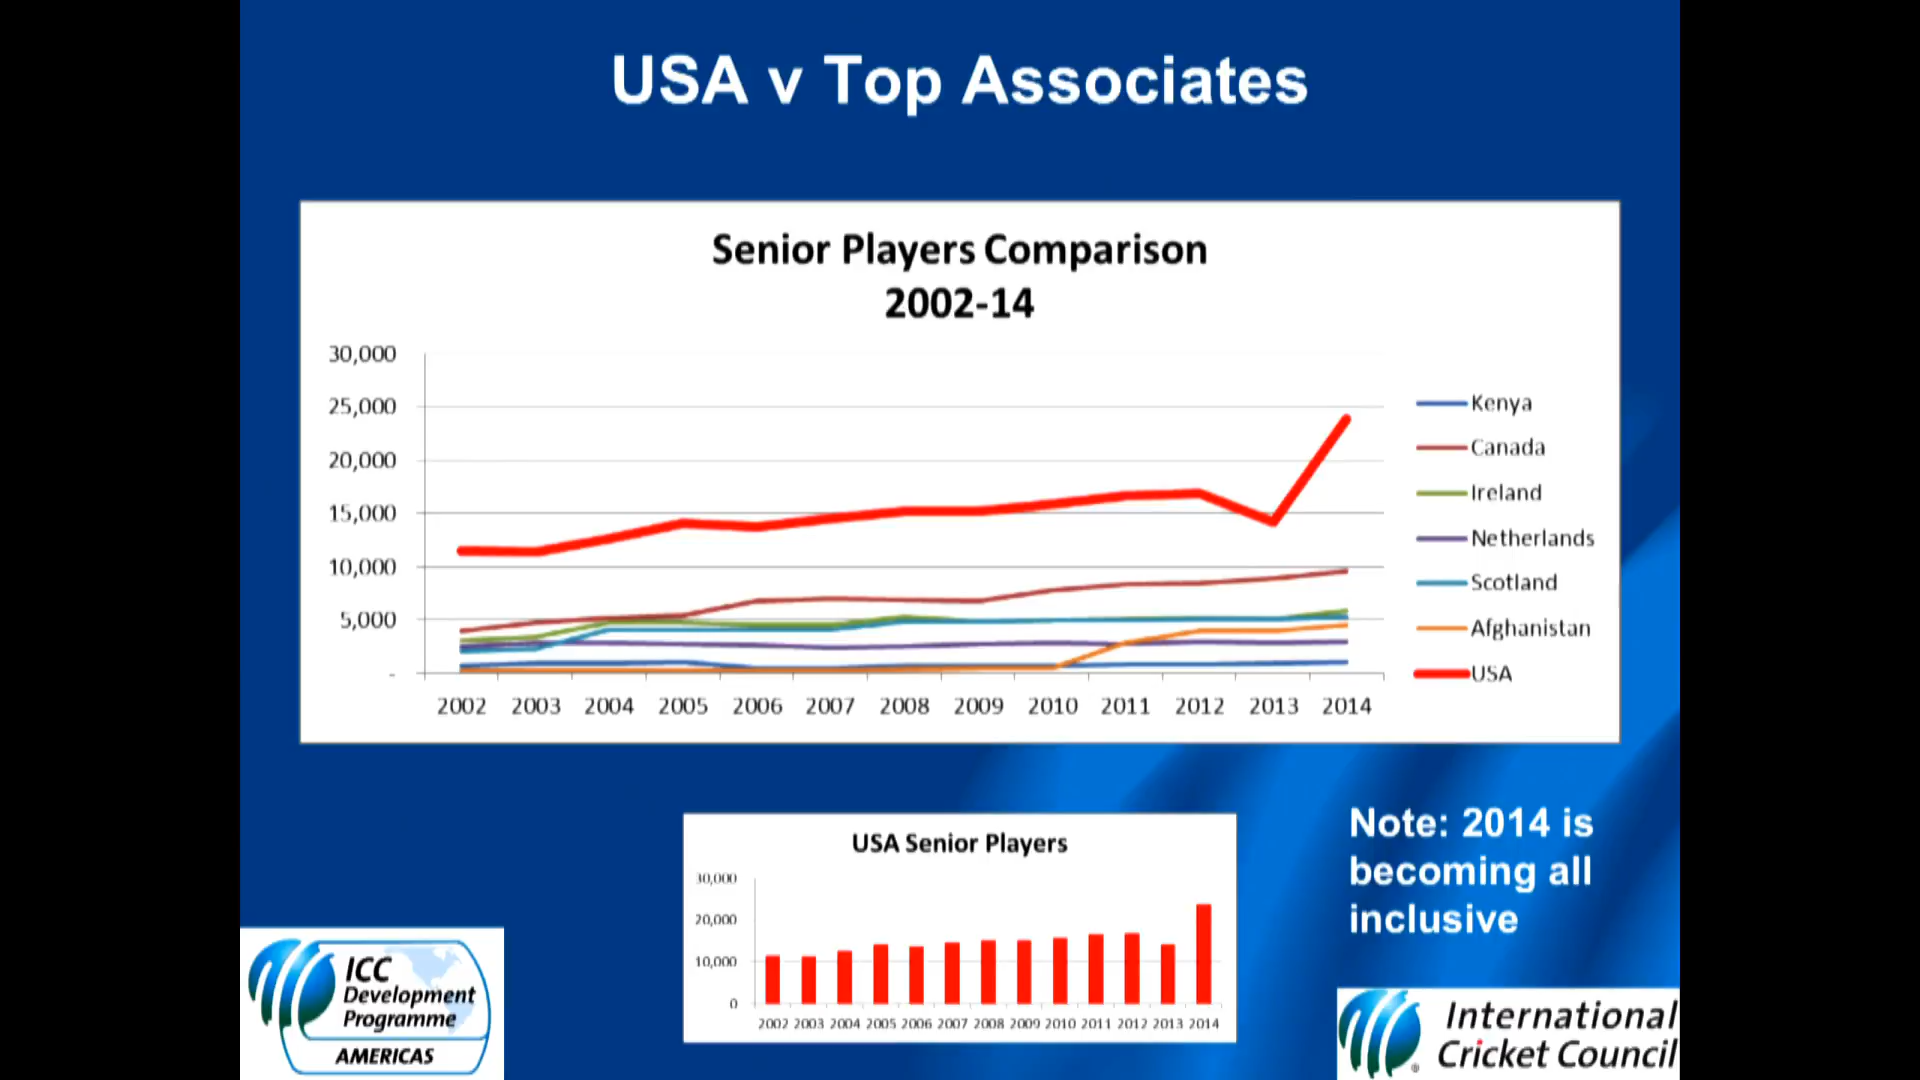 USA v Top Associates
Senior Players Comparison
2002-14
30,000
25,000
20,000
15,000
10,000
5,000
-
2002 2003 2004 2005 2006 2007 2008 2009 2010 2011 2012 2013 2014
Kenya
Canada
Ireland
Netherlands
Scotland
Afghanistan
USA
USA Senior Players
30,000
20,000
10,000
0
2002 2003 2004 2005 2006 2007 2008 2009 2010 2011 2012 2013 2014
Note: 2014 is
becoming all
inclusive
ICC
Development
Programme
AMERICAS
International
Cricket Council
®